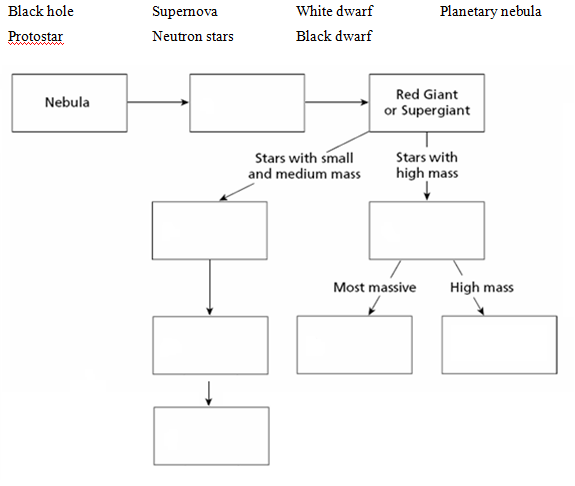 Black hole Supernova White dwarf Planetary nebula
Protostar Neutron stars Black dwarf
Nebula
Red Giant
or Supergiant
Stars with small
and medium mass
Stars with
high mass
Most massive
High mass